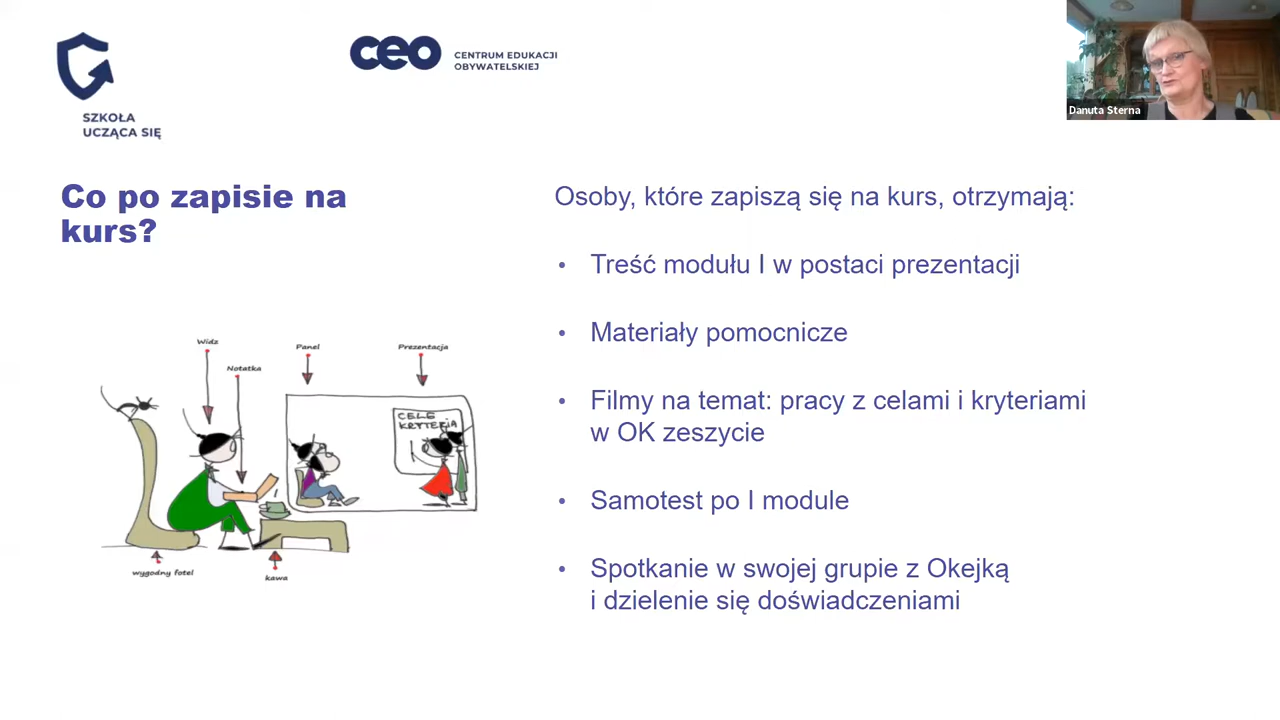 SZKOŁA
UCZĄCA SIĘ
ceo
CENTRUM EDUKACJI
OBYWATELSKIEJ
Danuta Sterna
Co po zapisie na
kurs?
Widz
Notatka
Panel
Prezentacja
CELE
KRYTERIA
wygodny fotel
kawa
Osoby, które zapiszą się na kurs, otrzymają:
• Treść modułu I w postaci prezentacji
• Materiały pomocnicze
• Filmy na temat: pracy z celami i kryteriami
w OK zeszycie
• Samotest po I module
• Spotkanie w swojej grupie z Okejką
i dzielenie się doświadczeniami